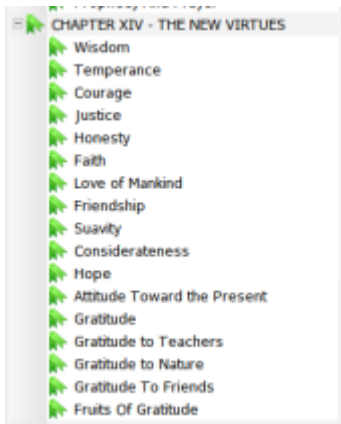 CHAPTER XIV - THE NEW VIRTUES
Wisdom
Temperance
Courage
Justice
Honesty
Faith
Love of Mankind
Friendship
Suavity
Considerateness
Hope
Attitude Toward the Present
Gratitude
Gratitude to Teachers
Gratitude to Nature
Gratitude To Friends
Fruits Of Gratitude